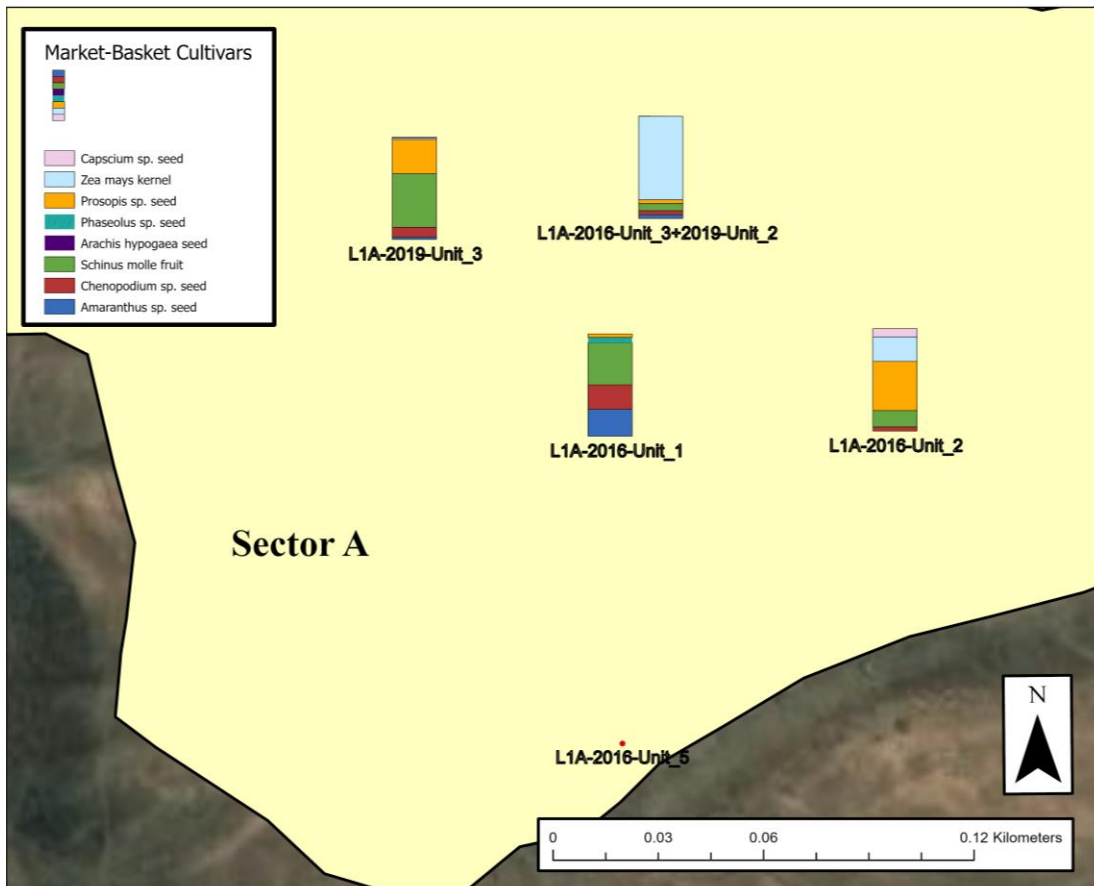 Market-Basket Cultivars
Capscium sp. seed
Zea mays kernel
Prosopis sp. seed
Phaseolus sp. seed
Arachis hypogaea seed
Schinus molle fruit
Chenopodium sp. seed
Amaranthus sp. seed
L1A-2019-Unit_3
L1A-2016-Unit_3+2019-Unit_2
L1A-2016-Unit_1
L1A-2016-Unit_2
Sector A
L1A-2016-Unit_5
N
0 0.03 0.06 0.12 Kilometers